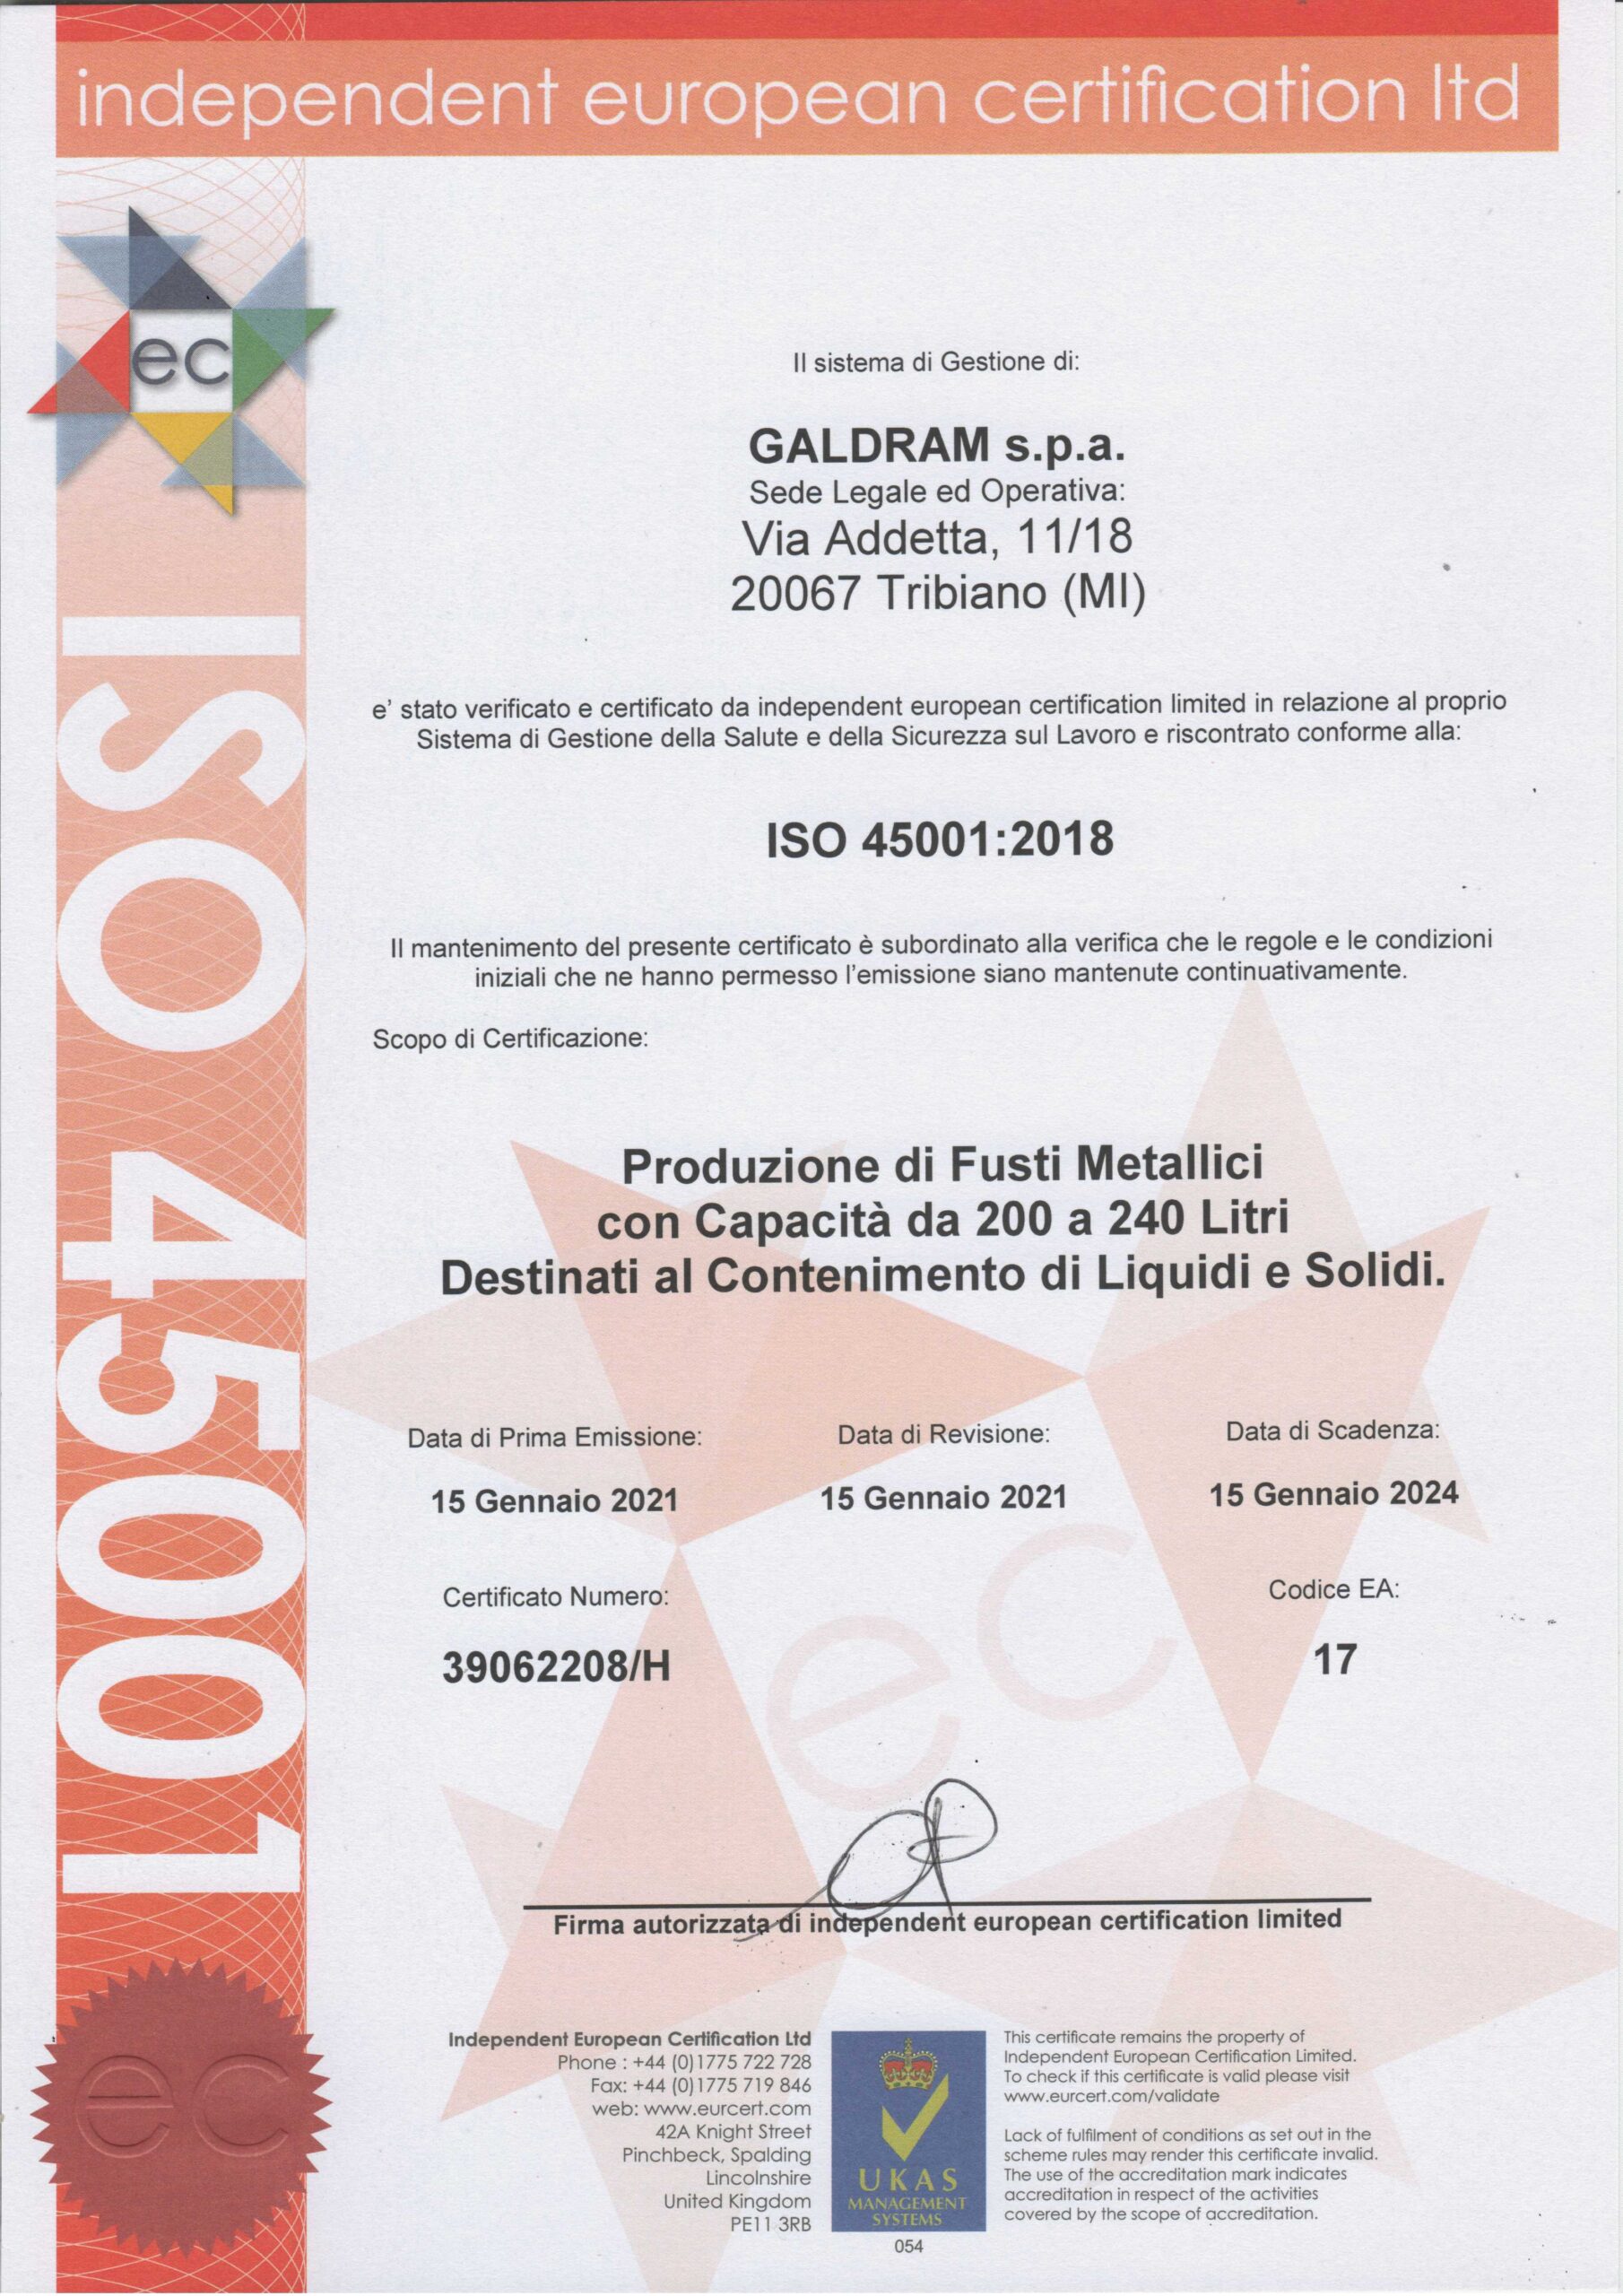 independent european certification ltd
ec
ISO 45001
Il sistema di Gestione di:
GALDRAM s.p.a.
Sede Legale ed Operativa:
Via Addetta, 11/18
20067 Tribiano (MI)
e' stato verificato e certificato da independent european certification limited in relazione al proprio
Sistema di Gestione della Salute e della Sicurezza sul Lavoro e riscontrato conforme alla:
ISO 45001:2018
Il mantenimento del presente certificato è subordinato alla verifica che le regole e le condizioni
iniziali che ne hanno permesso l'emissione siano mantenute continuativamente.
Scopo di Certificazione:
Produzione di Fusti Metallici
con Capacità da 200 a 240 Litri
Destinati al Contenimento di Liquidi e Solidi.
Data di Prima Emissione:
15 Gennaio 2021
Data di Revisione:
15 Gennaio 2021
Data di Scadenza:
15 Gennaio 2024
Certificato Numero:
39062208/H
Codice EA:
17
ec
Firma autorizzata di independent european certification limited
ec
Independent European Certification Ltd
Phone : +44 (0)1775 722 728
Fax: +44 (0)1775 719 846
web: www.eurcert.com
42A Knight Street
Pinchbeck, Spalding
Lincolnshire
United Kingdom
PE11 3RB
UKAS
MANAGEMENT
SYSTEMS
054
This certificate remains the property of
Independent European Certification Limited.
To check if this certificate is valid please visit
www.eurcert.com/validate
Lack of fulfilment of conditions as set out in the
scheme rules may render this certificate invalid.
The use of the accreditation mark indicates
accreditation in respect of the activities
covered by the scope of accreditation.